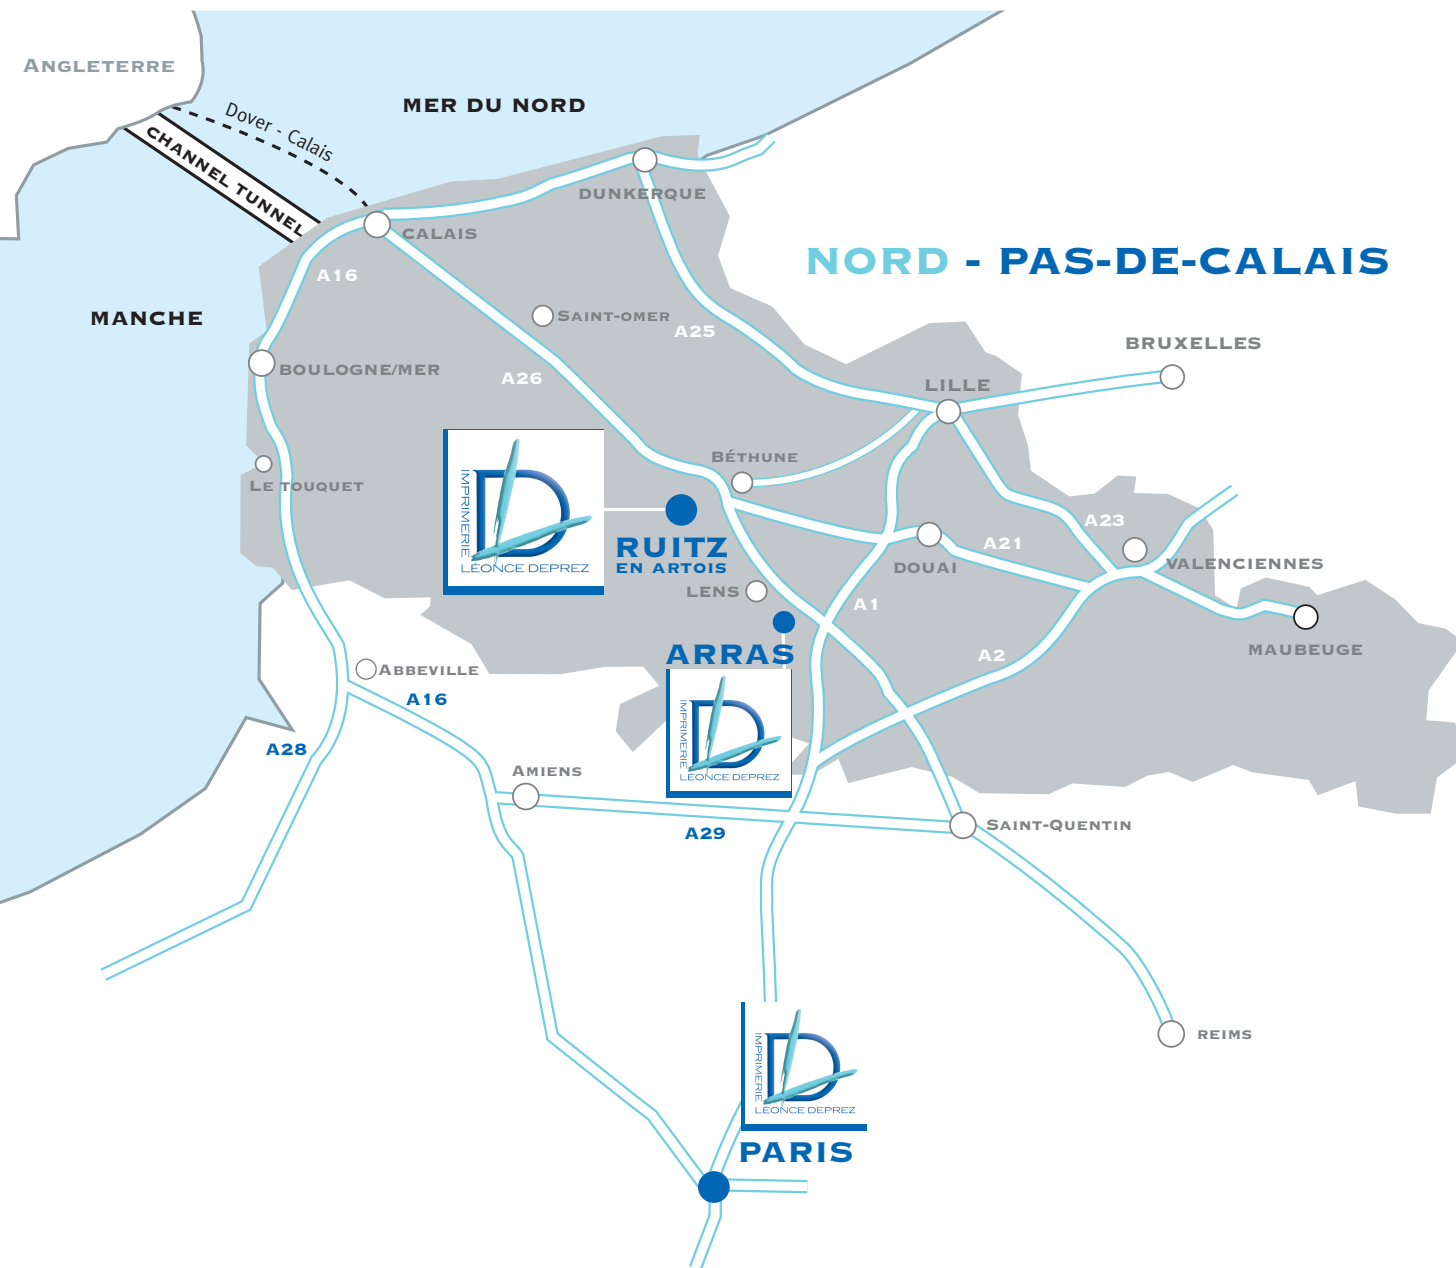 ANGLETERRE
MER DU NORD
Dover - Calais
CHANNEL TUNNEL
DUNKERQUE
CALAIS
NORD - PAS-DE-CALAIS
A16
MANCHE
SAINT-OMER
A25
BRUXELLES
BOULOGNE/MER
A26
LILLE
BÉTHUNE
LE TOUQUET
IMPRIMERIE
LÉONCE DEPREZ
RUITZ
EN ARTOIS
A23
A21
DOUAI
VALENCIENNES
LENS
A1
ARRAS
A2
MAUBEUGE
ABBEVILLE
A16
A28
IMPRIMERIE
LÉONCE DEPREZ
AMIENS
A29
SAINT-QUENTIN
REIMS
IMPRIMERIE
LÉONCE DEPREZ
PARIS